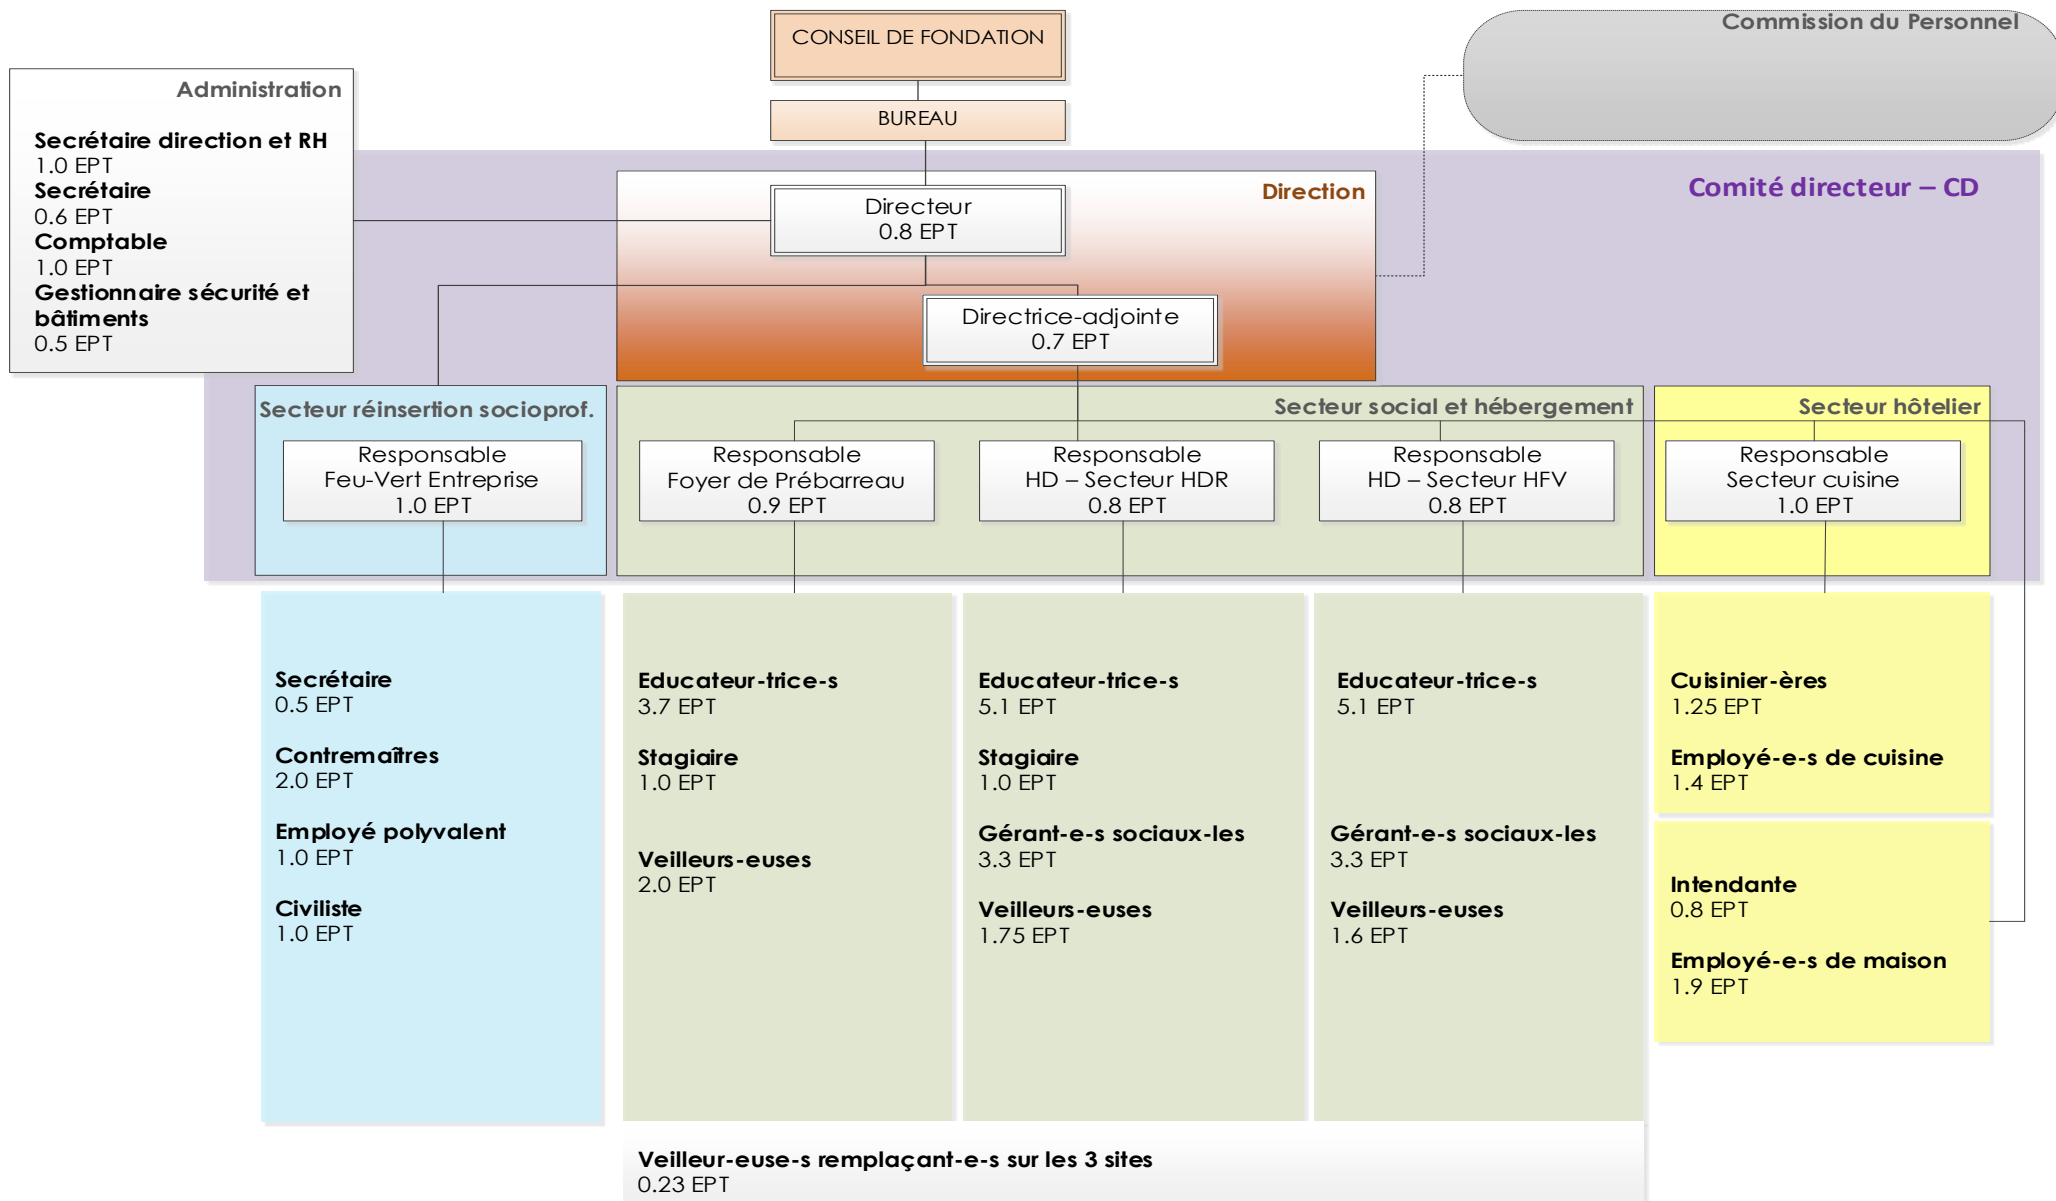 CONSEIL DE FONDATION
BUREAU
Commission du Personnel
Administration
Secrétaire direction et RH
1.0 EPT
Secrétaire
0.6 EPT
Comptable
1.0 EPT
Gestionnaire sécurité et
bâtiments
0.5 EPT
Comité directeur – CD
Direction
Directeur
0.8 EPT
Directrice-adjointe
0.7 EPT
Secteur réinsertion socioprof.
Responsable
Feu-Vert Entreprise
1.0 EPT
Secteur social et hébergement
Responsable
Foyer de Prébarreau
0.9 EPT
Responsable
HD – Secteur HDR
0.8 EPT
Responsable
HD – Secteur HFV
0.8 EPT
Secteur hôtelier
Responsable
Secteur cuisine
1.0 EPT
Secrétaire
0.5 EPT
Contremaîtres
2.0 EPT
Employé polyvalent
1.0 EPT
Civiliste
1.0 EPT
Educateur-trice-s
3.7 EPT
Stagiaire
1.0 EPT
Veilleurs-euses
2.0 EPT
Educateur-trice-s
5.1 EPT
Stagiaire
1.0 EPT
Gérant-e-s sociaux-les
3.3 EPT
Veilleurs-euses
1.75 EPT
Educateur-trice-s
5.1 EPT
Gérant-e-s sociaux-les
3.3 EPT
Veilleurs-euses
1.6 EPT
Cuisinier-ères
1.25 EPT
Employé-e-s de cuisine
1.4 EPT
Intendante
0.8 EPT
Employé-e-s de maison
1.9 EPT
Veilleur-euse-s remplaçant-e-s sur les 3 sites
0.23 EPT